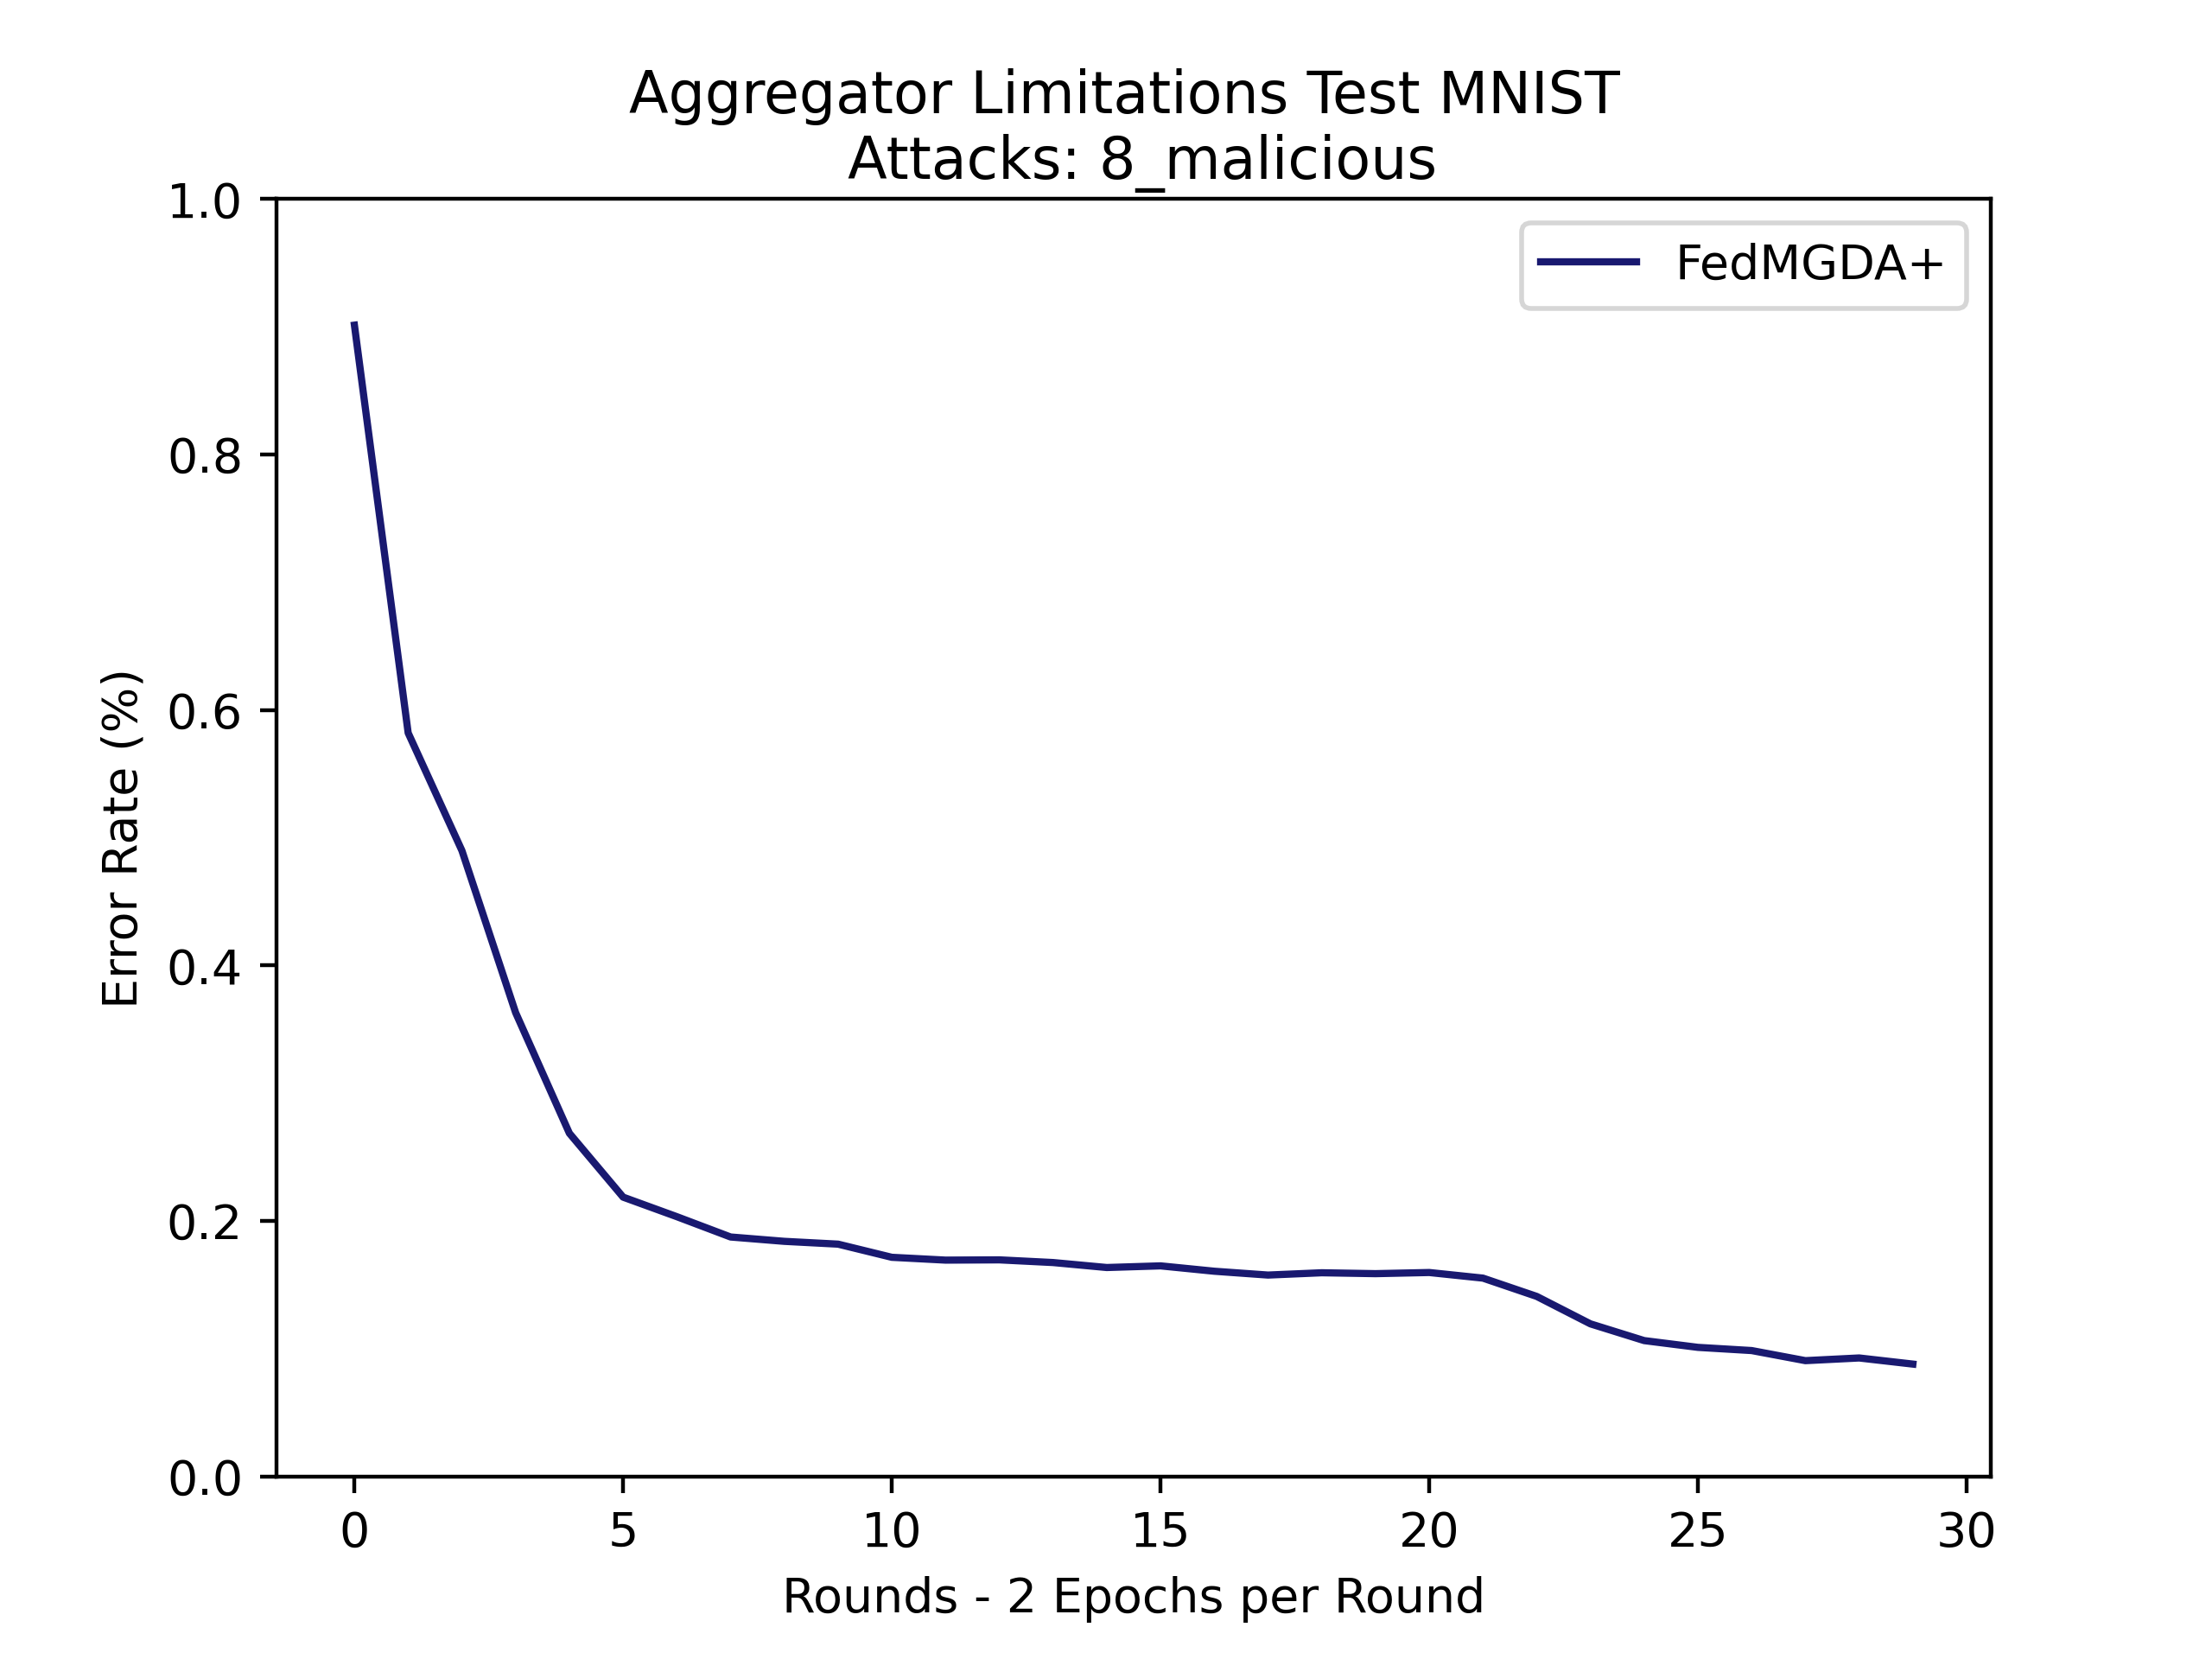 Aggregator Limitations Test MNIST
Attacks: 8_malicious
FedMGDA+
Error Rate (%)
1.0
0.8
0.6
0.4
0.2
0.0
0 5 10 15 20 25 30
Rounds - 2 Epochs per Round